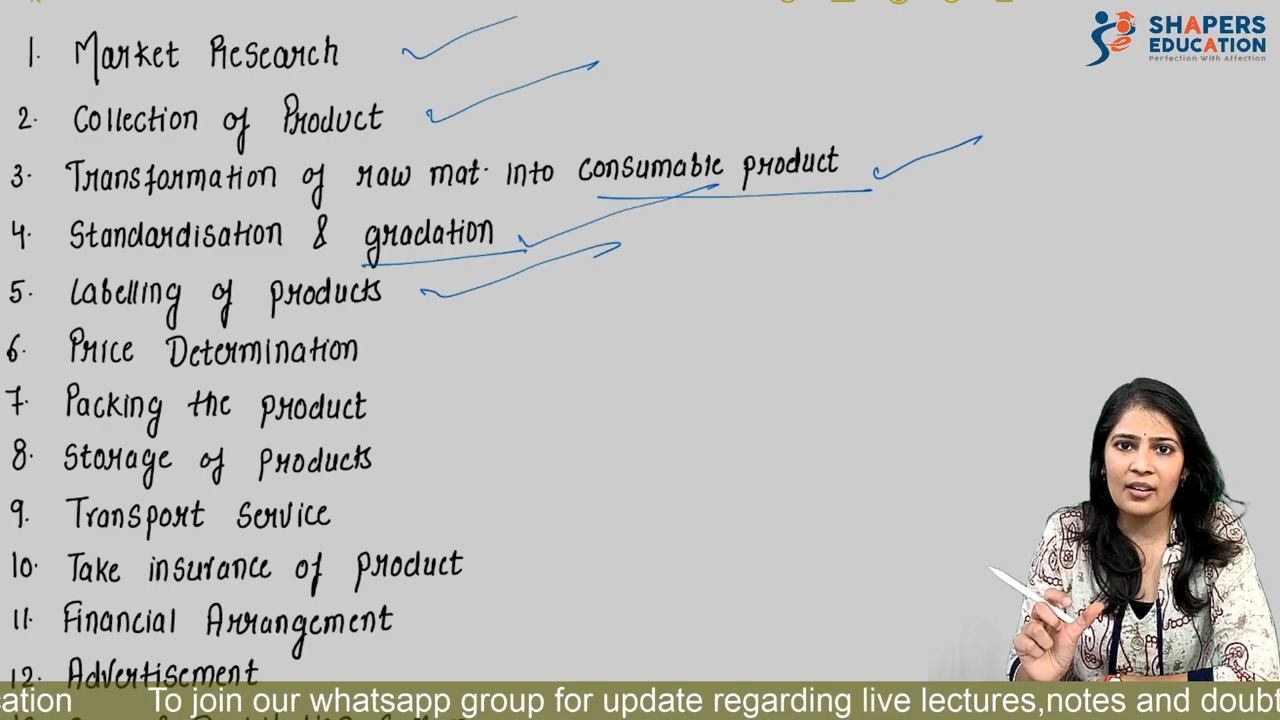 SHAPERS
EDUCATION
Perfection With Affection
1. Market Research
2. Collection of Product
3. Transformation of raw mat. into consumable product
4. Standardisation & gradation
5. Labelling of products
6. Price Determination
7. Packing the product
8. Storage of products
9. Transport service
10. Take insurance of product
11. Financial Arrangement
12. Advertisement
cation To join our whatsapp group for update regarding live lectures,notes and doubt